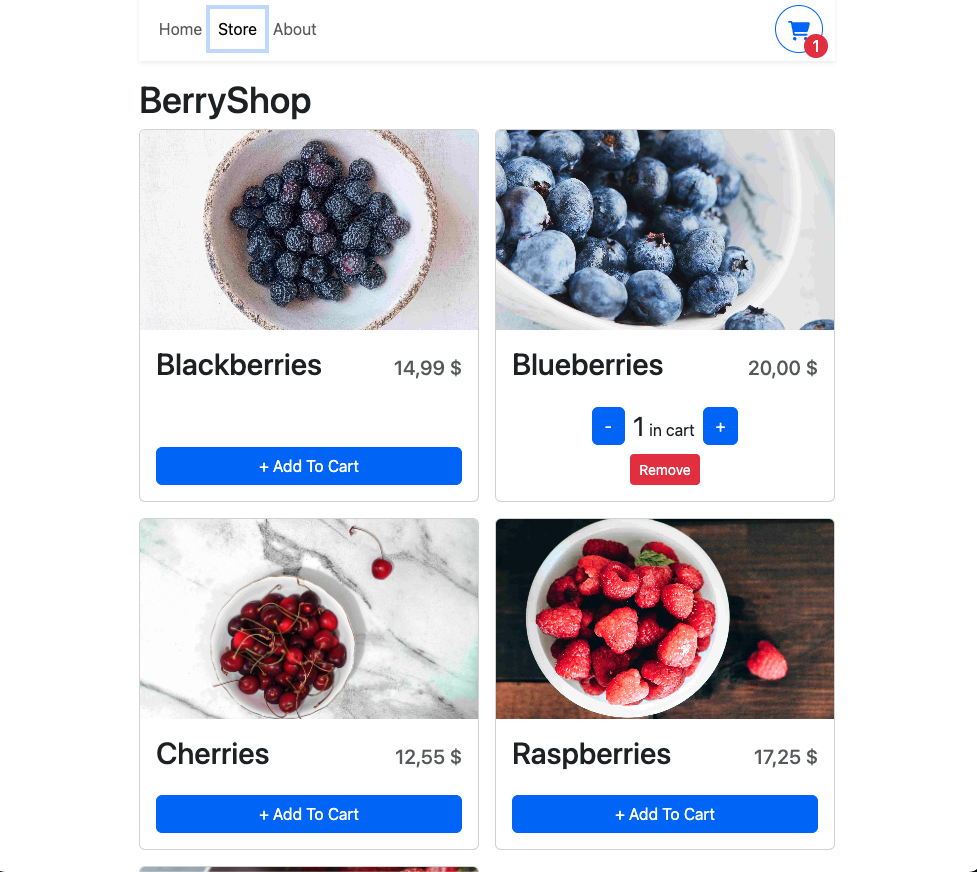 Home Store About
1
BerryShop
Blackberries 14,99 $
+ Add To Cart
Blueberries 20,00 $
- 1 in cart +
Remove
Cherries 12,55 $
+ Add To Cart
Raspberries 17,25 $
+ Add To Cart